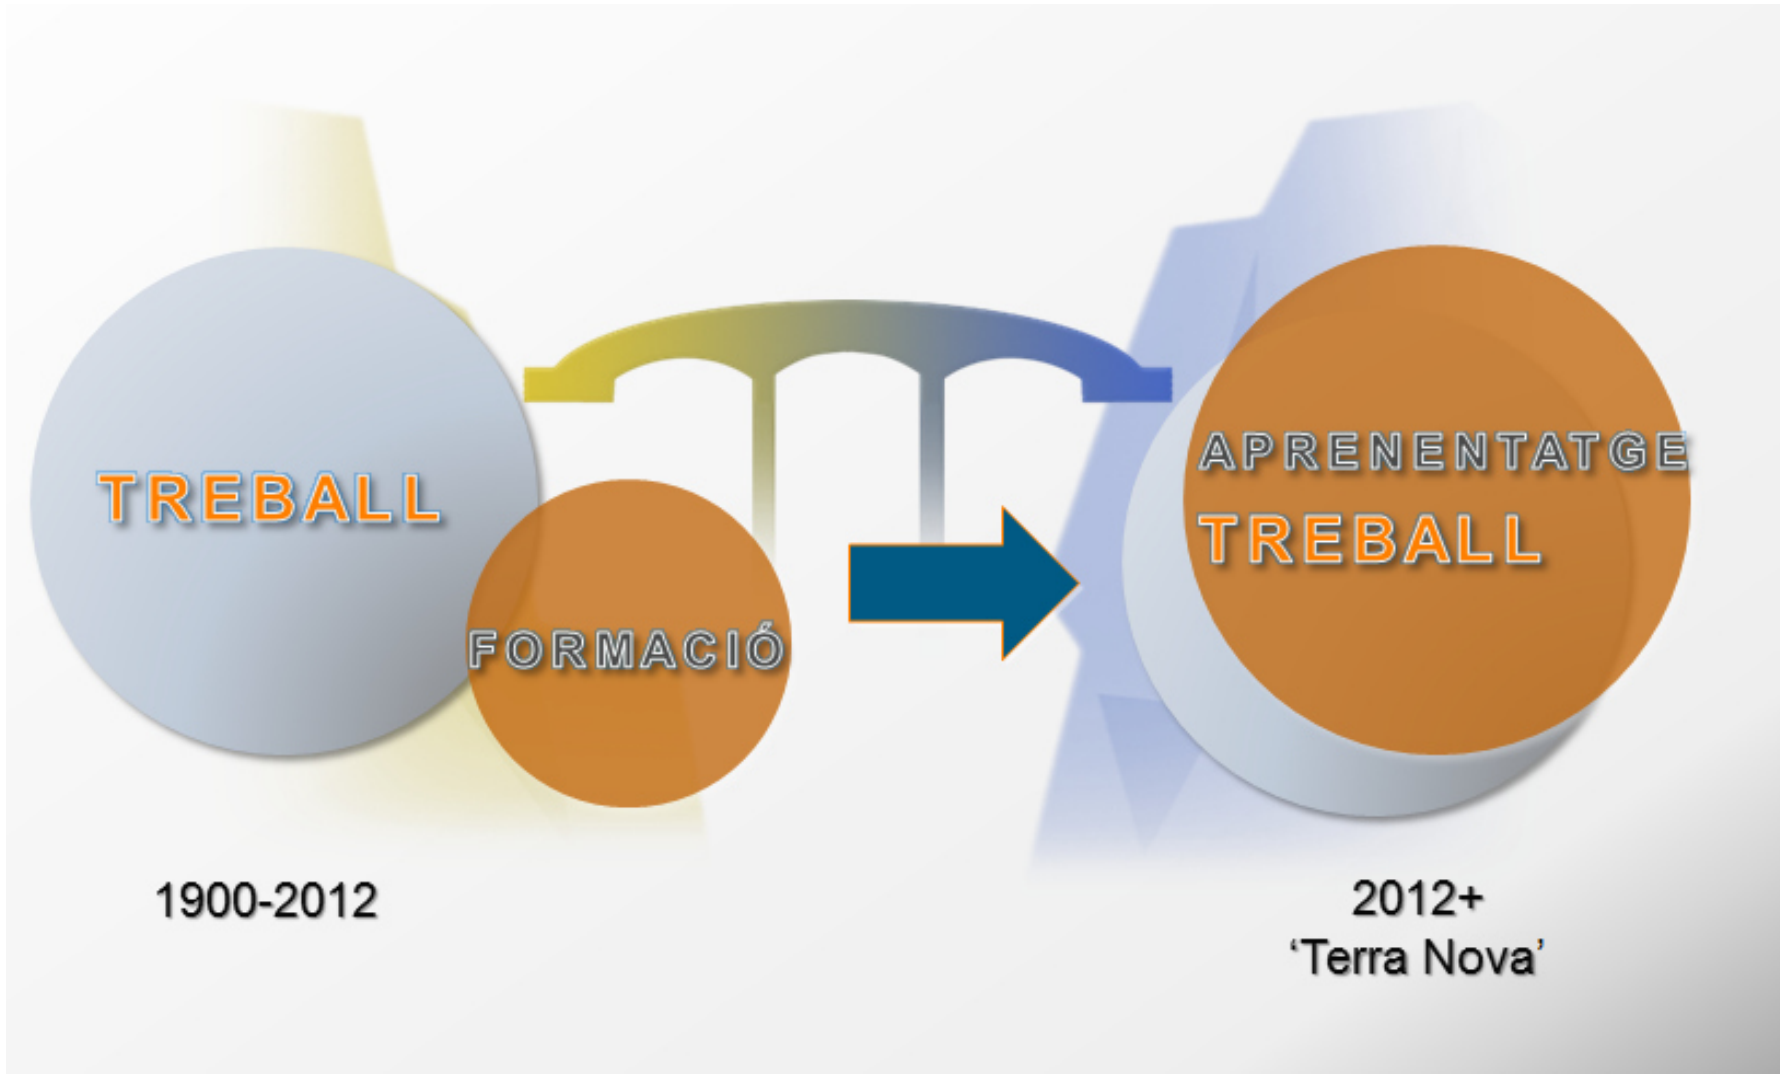 TREBALL
FORMACIÓ
1900-2012
APRENENTATGE
TREBALL
2012+
‘Terra Nova’